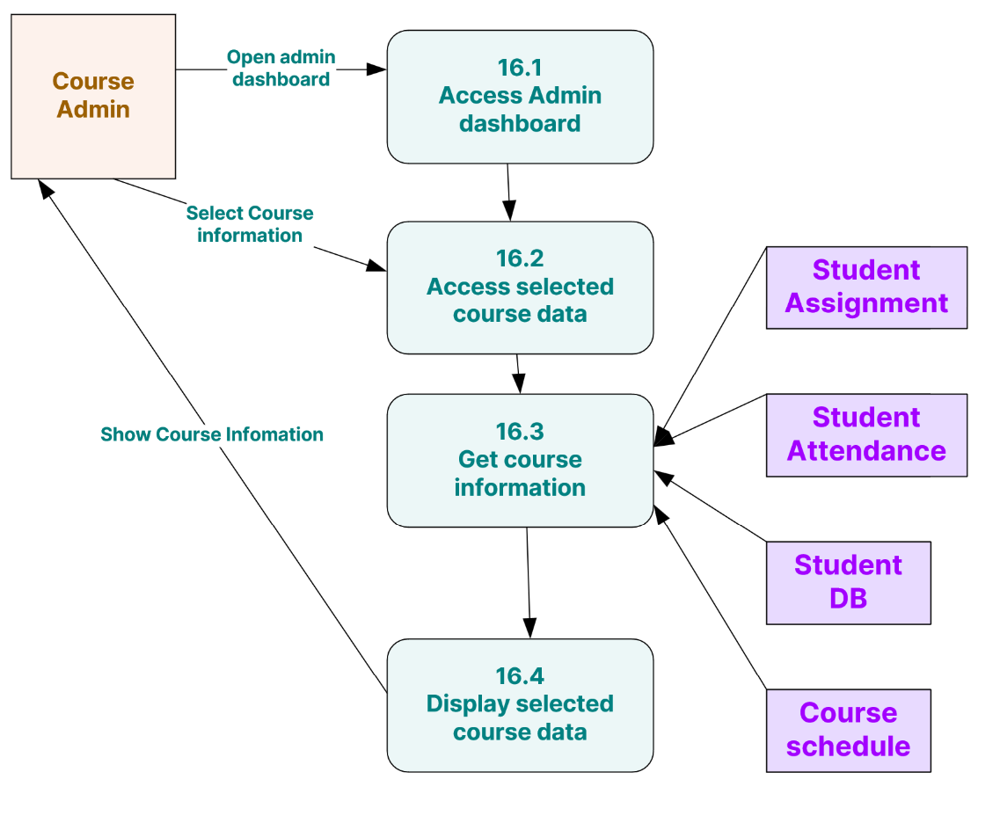 Course
Admin
Open admin
dashboard
16.1
Access Admin
dashboard
Select Course
information
16.2
Access selected
course data
Student
Assignment
Show Course Infomation
16.3
Get course
information
Student
Attendance
Student
DB
16.4
Display selected
course data
Course
schedule